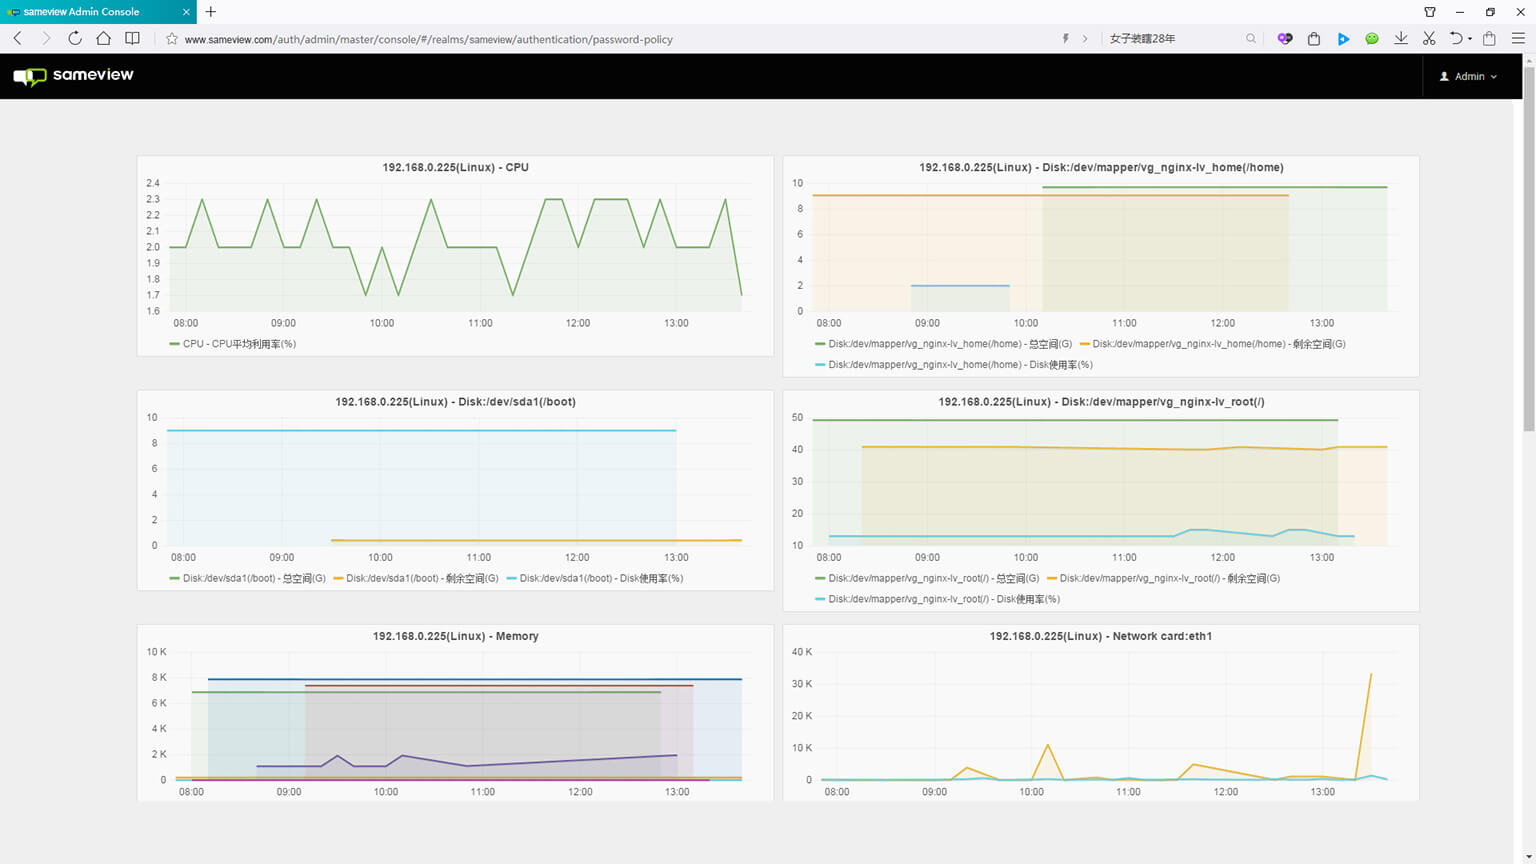 sameview Admin Console
www.sameview.com/auth/admin/master/console/#/realms/sameview/authentication/password-policy
女子装瞎28年
sameview
Admin
192.168.0.225(Linux) - CPU
2.4
2.3
2.2
2.1
2.0
1.9
1.8
1.7
1.6
08:00 09:00 10:00 11:00 12:00 13:00
CPU - CPU平均利用率(%)
192.168.0.225(Linux) - Disk:/dev/mapper/vg_nginx-lv_home(/home)
10
8
6
4
2
0
08:00 09:00 10:00 11:00 12:00 13:00
Disk:/dev/mapper/vg_nginx-lv_home(/home) - 总空间(G) Disk:/dev/mapper/vg_nginx-lv_home(/home) - 剩余空间(G)
Disk:/dev/mapper/vg_nginx-lv_home(/home) - Disk使用率(%)
192.168.0.225(Linux) - Disk:/dev/sda1(/boot)
10
8
6
4
2
0
08:00 09:00 10:00 11:00 12:00 13:00
Disk:/dev/sda1(/boot) - 总空间(G) Disk:/dev/sda1(/boot) - 剩余空间(G) Disk:/dev/sda1(/boot) - Disk使用率(%)
192.168.0.225(Linux) - Disk:/dev/mapper/vg_nginx-lv_root(/)
50
40
30
20
10
08:00 09:00 10:00 11:00 12:00 13:00
Disk:/dev/mapper/vg_nginx-lv_root(/) - 总空间(G) Disk:/dev/mapper/vg_nginx-lv_root(/) - 剩余空间(G)
Disk:/dev/mapper/vg_nginx-lv_root(/) - Disk使用率(%)
192.168.0.225(Linux) - Memory
10 K
8 K
6 K
4 K
2 K
0
08:00 09:00 10:00 11:00 12:00 13:00
192.168.0.225(Linux) - Network card:eth1
40 K
30 K
20 K
10 K
0
08:00 09:00 10:00 11:00 12:00 13:00